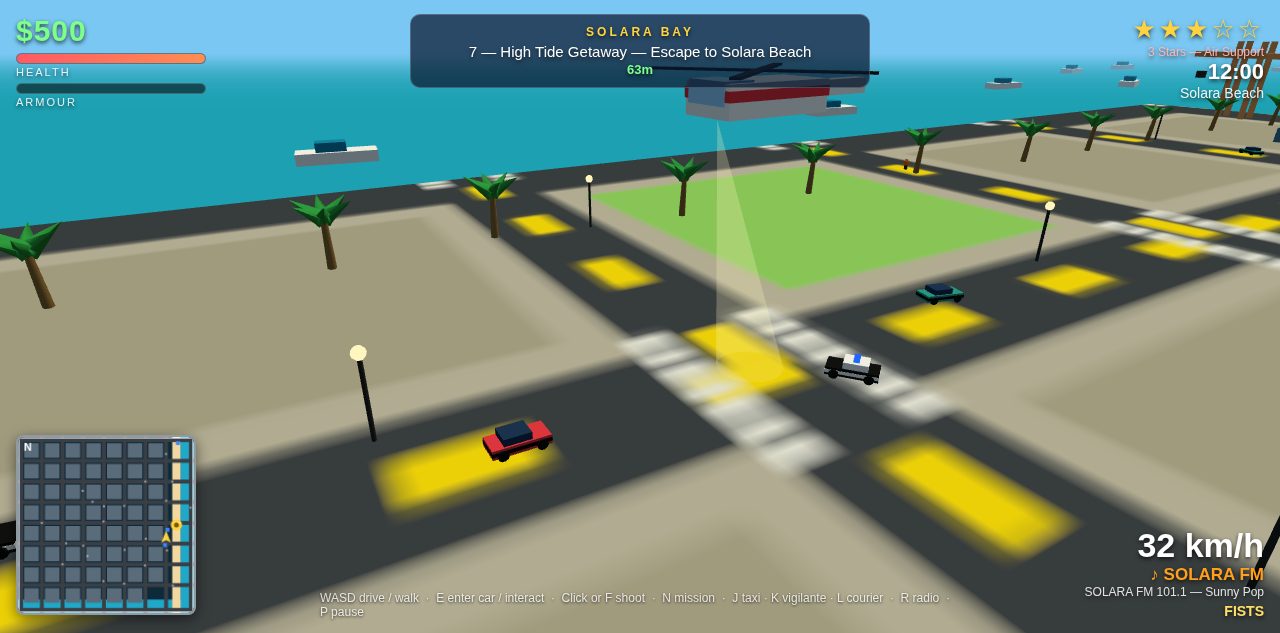 $500
HEALTH
ARMOUR
SOLARA BAY
7 — High Tide Getaway — Escape to Solara Beach
63m
★★★☆☆
3 Stars — Air Support
12:00
Solara Beach
N
WASD drive / walk · E enter car / interact · Click or F shoot · N mission · J taxi · K vigilante · L courier · R radio ·
P pause
32 km/h
♪ SOLARA FM
SOLARA FM 101.1 — Sunny Pop
FISTS